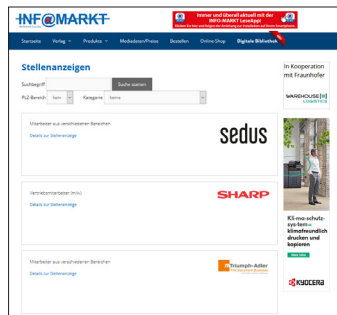 INF@MARKT
Immer und überall aktuell mit der
INFO-MARKT LeseApp!
Startseite Verlag Produkte Mediadaten/Preise Bestellen Online Shop Digitale Bibliothek
Stellenanzeigen
Suchbegriff: Suche starten
PLZ-Bereich: kein Kategorie: keine
Mitarbeiter aus verschiedenen Bereichen
Details zur Stellenanzeige
sedus
Vertriebsmitarbeiter (m/w)
Details zur Stellenanzeige
SHARP
Mitarbeiter aus verschiedenen Bereichen
Details zur Stellenanzeige
Triumph-Adler
In Kooperation
mit Fraunhofer
WAREHOUSE
LOGISTICS
Kli-ma-schutz-
sys-tem =
klimafreundlich
drucken und
kopieren
KYOCERA